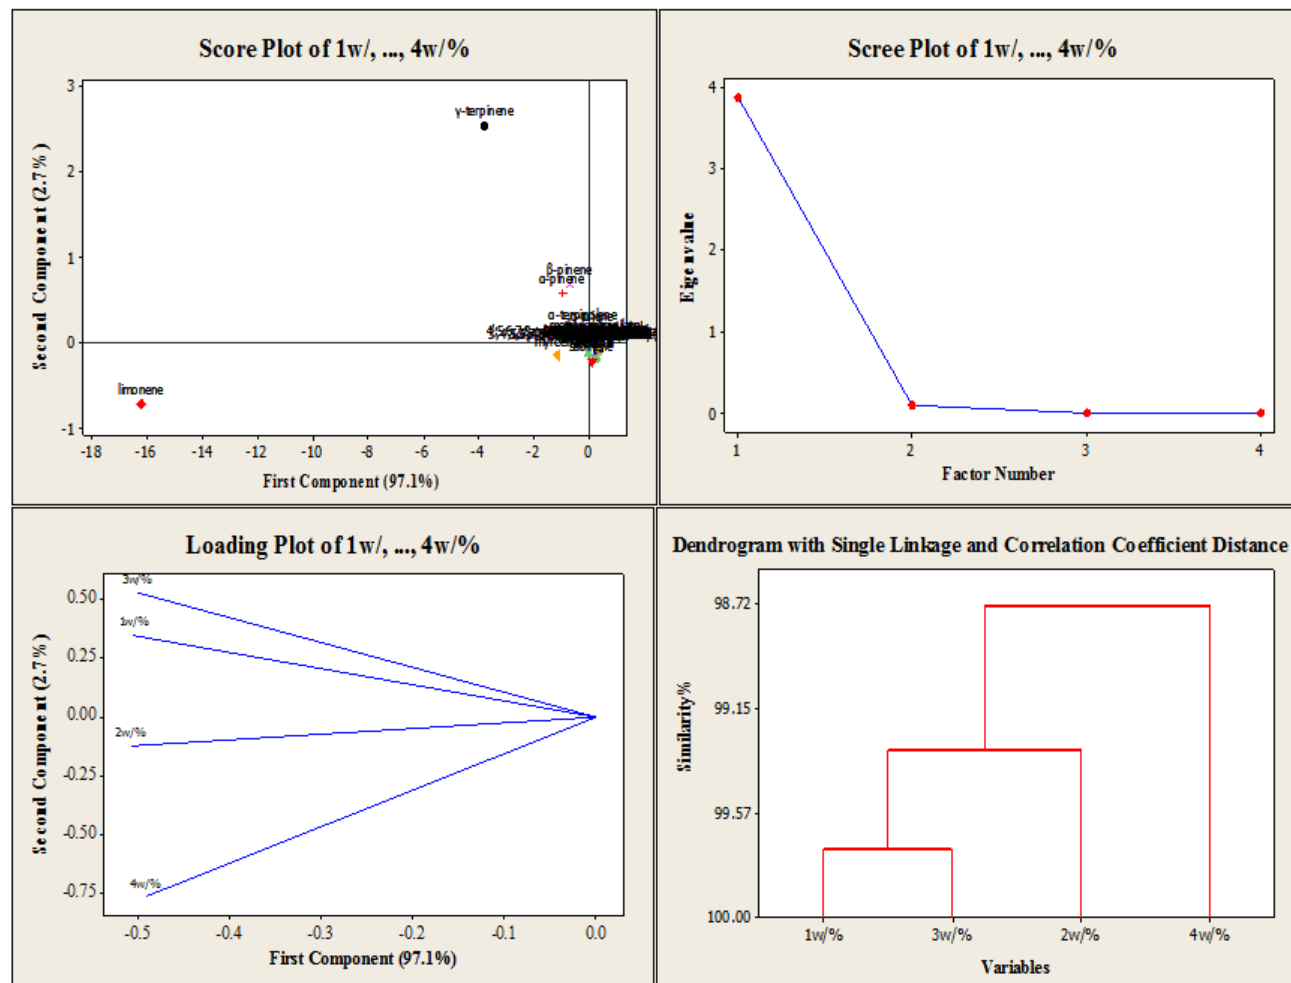 Score Plot of 1w/, ..., 4w/%
3
2
1
0
-1
Second Component (2.7%)
γ-terpinene
β-pinene
α-pinene
limonene
-18 -16 -14 -12 -10 -8 -6 -4 -2 0
First Component (97.1%)
Scree Plot of 1w/, ..., 4w/%
4
3
2
1
0
Eigenvalue
1 2 3 4
Factor Number
Loading Plot of 1w/, ..., 4w/%
0.50
0.25
0.00
-0.25
-0.50
-0.75
Second Component (2.7%)
3w/%
1w/%
2w/%
4w/%
-0.5 -0.4 -0.3 -0.2 -0.1 0.0
First Component (97.1%)
Dendrogram with Single Linkage and Correlation Coefficient Distance
98.72
99.15
99.57
100.00
Similarity%
1w/% 3w/% 2w/% 4w/%
Variables